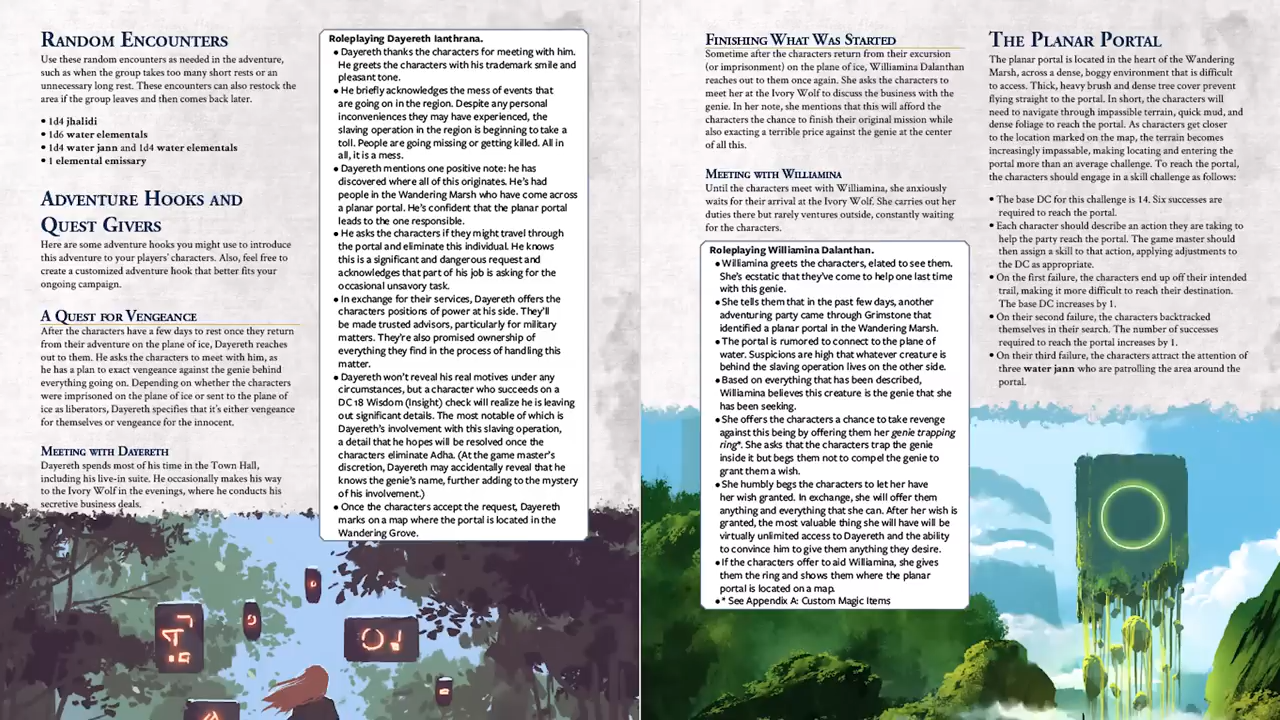 RANDOM ENCOUNTERS
Use these random encounters as needed in the adventure,
such as when the group takes too many short rests or an
unnecessary long rest. These encounters can also restock the
area if the group leaves and then comes back later.
• 1d4 jhalidi
• 1d6 water elementals
• 1d4 water jann and 1d4 water elementals
• 1 elemental emissary
ADVENTURE HOOKS AND
QUEST GIVERS
Here are some adventure hooks you might use to introduce
this adventure to your players' characters. Also, feel free to
create a customized adventure hook that better fits your
ongoing campaign.
A QUEST FOR VENGEANCE
After the characters have a few days to rest once they return
from their adventure on the plane of ice, Dayereth reaches
out to them. He asks the characters to meet with him, as
he has a plan to exact vengeance against the genie behind
everything going on. Depending on whether the characters
were imprisoned on the plane of ice or sent to the plane of
ice as liberators, Dayereth specifies that it's either vengeance
for themselves or vengeance for the innocent.
MEETING WITH DAYERETH
Dayereth spends most of his time in the Town Hall,
including his live-in suite. He occasionally makes his way
to the Ivory Wolf in the evenings, where he conducts his
secretive business deals.
Roleplaying Dayereth Ianthrana.
• Dayereth thanks the characters for meeting with him.
He greets the characters with his trademark smile and
pleasant tone.
• He briefly acknowledges the mess of events that
are going on in the region. Despite any personal
inconveniences they may have experienced, the
slaving operation in the region is beginning to take a
toll. People are going missing or getting killed. All in
all, it is a mess.
• Dayereth mentions one positive note: he has
discovered where all of this originates. He's had
people in the Wandering Marsh who have come across
a planar portal. He's confident that the planar portal
leads to the one responsible.
• He asks the characters if they might travel through
the portal and eliminate this individual. He knows
this is a significant and dangerous request and
acknowledges that part of his job is asking for the
occasional unsavory task.
• In exchange for their services, Dayereth offers the
characters positions of power at his side. They'll
be made trusted advisors, particularly for military
matters. They're also promised ownership of
everything they find in the process of handling this
matter.
• Dayereth won't reveal his real motives under any
circumstances, but a character who succeeds on a
DC 18 Wisdom (Insight) check will realize he is leaving
out significant details. The most notable of which is
Dayereth's involvement with this slaving operation,
a detail that he hopes will be resolved once the
characters eliminate Adha. (At the game master's
discretion, Dayereth may accidentally reveal that he
knows the genie's name, further adding to the mystery
of his involvement.)
• Once the characters accept the request, Dayereth
marks on a map where the portal is located in the
Wandering Grove.
FINISHING WHAT WAS STARTED
Sometime after the characters return from their excursion
(or imprisonment) on the plane of ice, Williamina Dalanthan
reaches out to them once again. She asks the characters to
meet her at the Ivory Wolf to discuss the business with the
genie. In her note, she mentions that this will afford the
characters the chance to finish their original mission while
also exacting a terrible price against the genie at the center
of all this.
MEETING WITH WILLIAMINA
Until the characters meet with Williamina, she anxiously
waits for their arrival at the Ivory Wolf. She carries out her
duties there but rarely ventures outside, constantly waiting
for the characters.
Roleplaying Williamina Dalanthan.
• Williamina greets the characters, elated to see them.
She's ecstatic that they've come to help one last time
with this genie.
• She tells them that in the past few days, another
adventuring party came through Grimstone that
identified a planar portal in the Wandering Marsh.
• The portal is rumored to connect to the plane of
water. Suspicions are high that whatever creature is
behind the slaving operation lives on the other side.
• Based on everything that has been described,
Williamina believes this creature is the genie that she
has been seeking.
• She offers the characters a chance to take revenge
against this being by offering them her genie trapping
ring*. She asks that the characters trap the genie
inside it but begs them not to compel the genie to
grant them a wish.
• She humbly begs the characters to let her have
her wish granted. In exchange, she will offer them
anything and everything that she can. After her wish is
granted, the most valuable thing she will have will be
virtually unlimited access to Dayereth and the ability
to convince him to give them anything they desire.
• If the characters offer to aid Williamina, she gives
them the ring and shows them where the planar
portal is located on a map.
• * See Appendix A: Custom Magic Items
THE PLANAR PORTAL
The planar portal is located in the heart of the Wandering
Marsh, across a dense, boggy environment that is difficult
to access. Thick, heavy brush and dense tree cover prevent
flying straight to the portal. In short, the characters will
need to navigate through impassible terrain, quick mud, and
dense foliage to reach the portal. As characters get closer
to the location marked on the map, the terrain becomes
increasingly impassable, making locating and entering the
portal more than an average challenge. To reach the portal,
the characters should engage in a skill challenge as follows:
• The base DC for this challenge is 14. Six successes are
required to reach the portal.
• Each character should describe an action they are taking to
help the party reach the portal. The game master should
then assign a skill to that action, applying adjustments to
the DC as appropriate.
• On the first failure, the characters end up off their intended
trail, making it more difficult to reach their destination.
The base DC increases by 1.
• On their second failure, the characters backtracked
themselves in their search. The number of successes
required to reach the portal increases by 1.
• On their third failure, the characters attract the attention of
three water jann who are patrolling the area around the
portal.